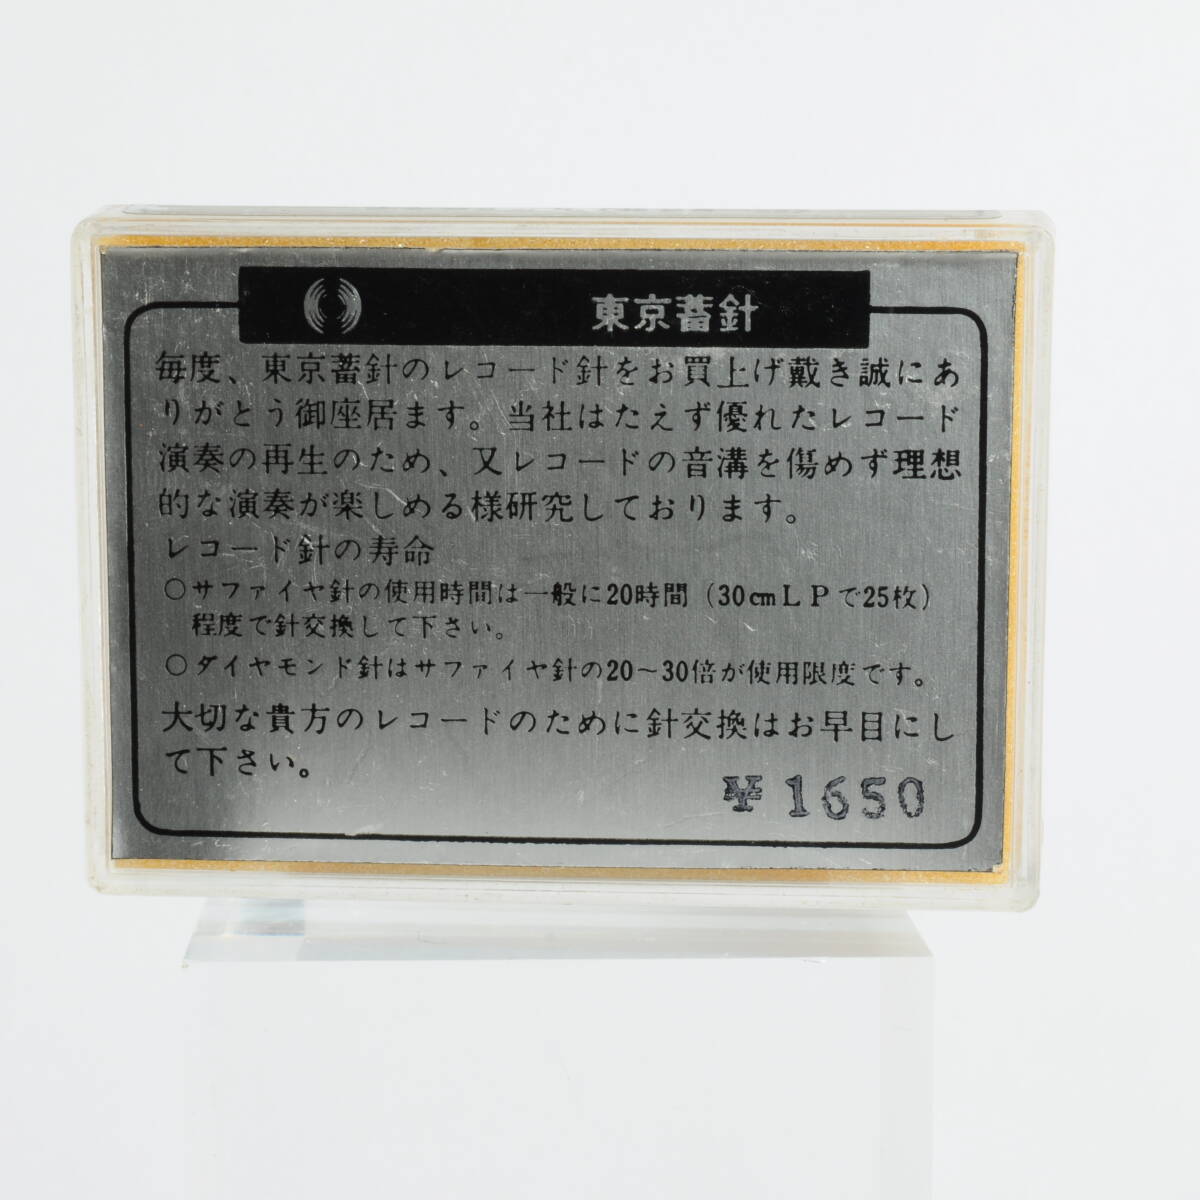 東京蓄針
毎度、東京蓄針のレコード針をお買上げ戴き誠にあ
りがとう御座居ます。当社はたえず優れたレコード
演奏の再生のため、又レコードの音溝を傷めず理想
的な演奏が楽しめる様研究しております。
レコード針の寿命
○サファイヤ針の使用時間は一般に20時間(30cmLPで25枚)
程度で針交換して下さい。
○ダイヤモンド針はサファイヤ針の20～30倍が使用限度です。
大切な貴方のレコードのために針交換はお早目にし
て下さい。
¥1650